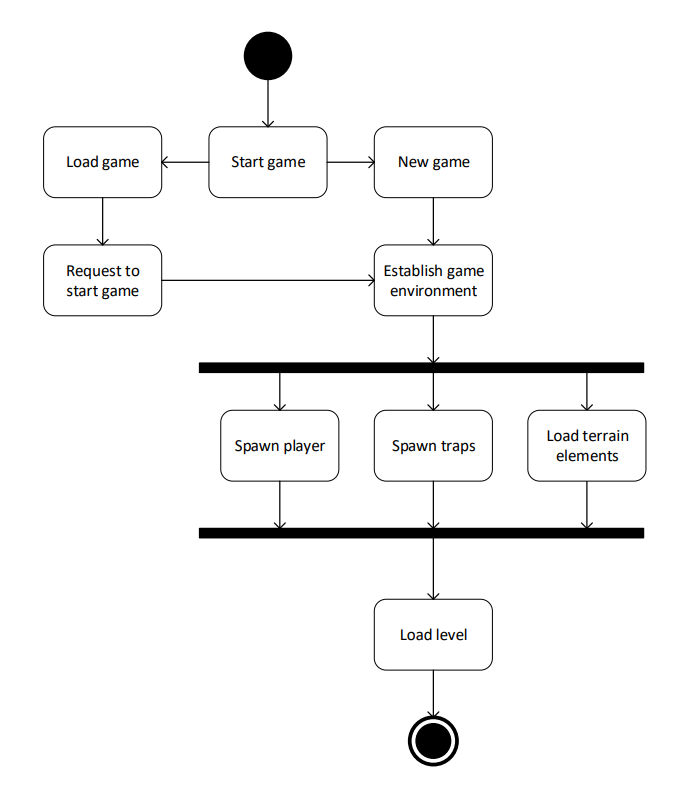 Load game
Start game
New game
Request to
start game
Establish game
environment
Spawn player
Spawn traps
Load terrain
elements
Load level